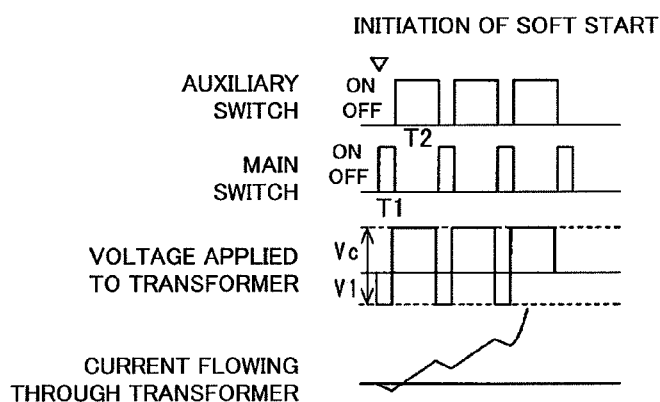 INITIATION OF SOFT START
AUXILIARY
SWITCH
ON
OFF
T2
MAIN
SWITCH
ON
OFF
T1
VOLTAGE APPLIED
TO TRANSFORMER
Vc
V1
CURRENT FLOWING
THROUGH TRANSFORMER